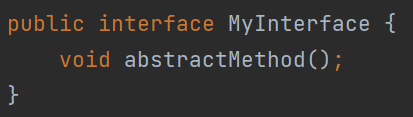 public interface MyInterface {
    void abstractMethod();
}